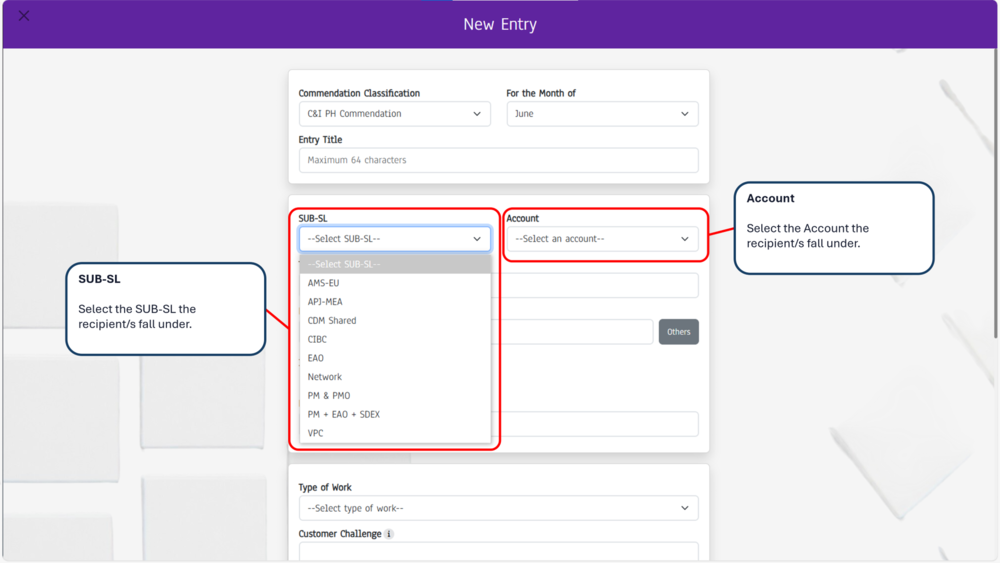 New Entry
Commendation Classification
For the Month of
C&I PH Commendation
June
Entry Title
Maximum 64 characters
SUB-SL
Account
--Select SUB-SL--
--Select an account--
--Select SUB-SL--
AMS-EU
APJ-MEA
CDM Shared
CIBC
EAO
Network
PM & PMO
PM + EAO + SDEX
VPC
Others
Account
Select the Account the
recipient/s fall under.
SUB-SL
Select the SUB-SL the
recipient/s fall under.
Type of Work
--Select type of work--
Customer Challenge i